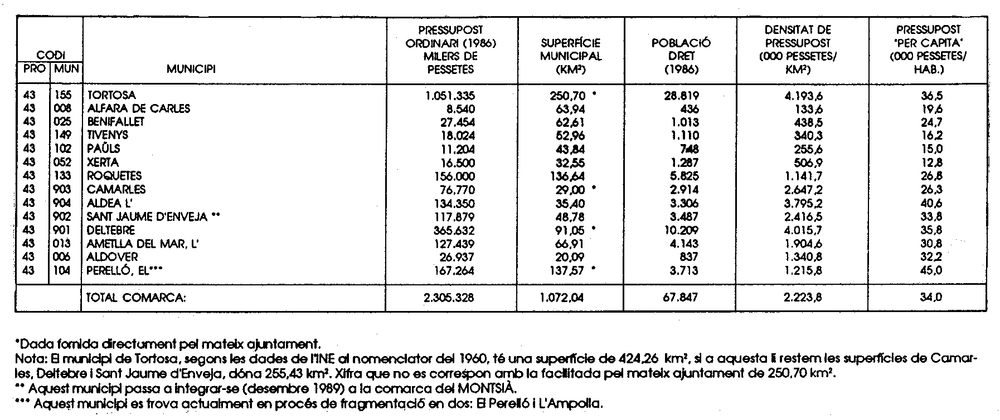 CODI
PRO MUN MUNICIPI PRESSUPOST ORDINARI (1986) MILERS DE PESSETES SUPERFÍCIE MUNICIPAL (KM²) POBLACIÓ DRET (1986) DENSITAT DE PRESSUPOST (000 PESSETES/ KM²) PRESSUPOST "PER CAPITA" (000 PESSETES/ HAB.)
43 155 TORTOSA 1.051.335 250,70 * 28.819 4.193,6 36,5
43 008 ALFARA DE CARLES 8.540 63,94 436 133,6 19,6
43 025 BENIFALLET 27.454 62,61 1.013 438,5 24,7
43 149 TIVENYS 18.024 52,96 1.110 340,3 16,2
43 102 PAÜLS 11.204 43,84 748 255,6 15,0
43 052 XERTA 16.500 32,55 1.287 506,9 12,8
43 133 ROQUETES 156.000 136,64 5.825 1.141,7 26,8
43 903 CAMARLES 76.770 29,00 * 2.914 2.647,2 26,3
43 904 ALDEA L' 134.350 35,40 3.306 3.795,2 40,6
43 902 SANT JAUME D'ENVEJA ** 117.879 48,78 3.487 2.416,5 33,8
43 901 DELTEBRE 365.632 91,05 * 10.209 4.015,7 35,8
43 013 AMETLLA DEL MAR, L' 127.439 66,91 4.143 1.904,6 30,8
43 006 ALDOVER 26.937 20,09 837 1.340,8 32,2
43 104 PERELLÓ, EL*** 167.264 137,57 * 3.713 1.215,8 45,0
TOTAL COMARCA: 2.305.328 1.072,04 67.847 2.223,8 34,0
*Dada fornida directument pel mateix ajuntament.
Nota: El municipi de Tortosa, segons les dades de l'INE al nomenclator del 1960, té una superfície de 424,26 km², si a aquesta li restem les superfícies de Camar-
les, Deltebre i Sant Jaume d'Enveja, dóna 255,43 km². Xifra que no es correspon amb la facilitada pel mateix ajuntament de 250,70 km².
** Aquest municipi passa a integrar-se (desembre 1989) a la comarca del MONTSIÀ.
*** Aquest municipi es trova actualment en procés de fragmentació en dos: El Perelló i L'Ampolla.